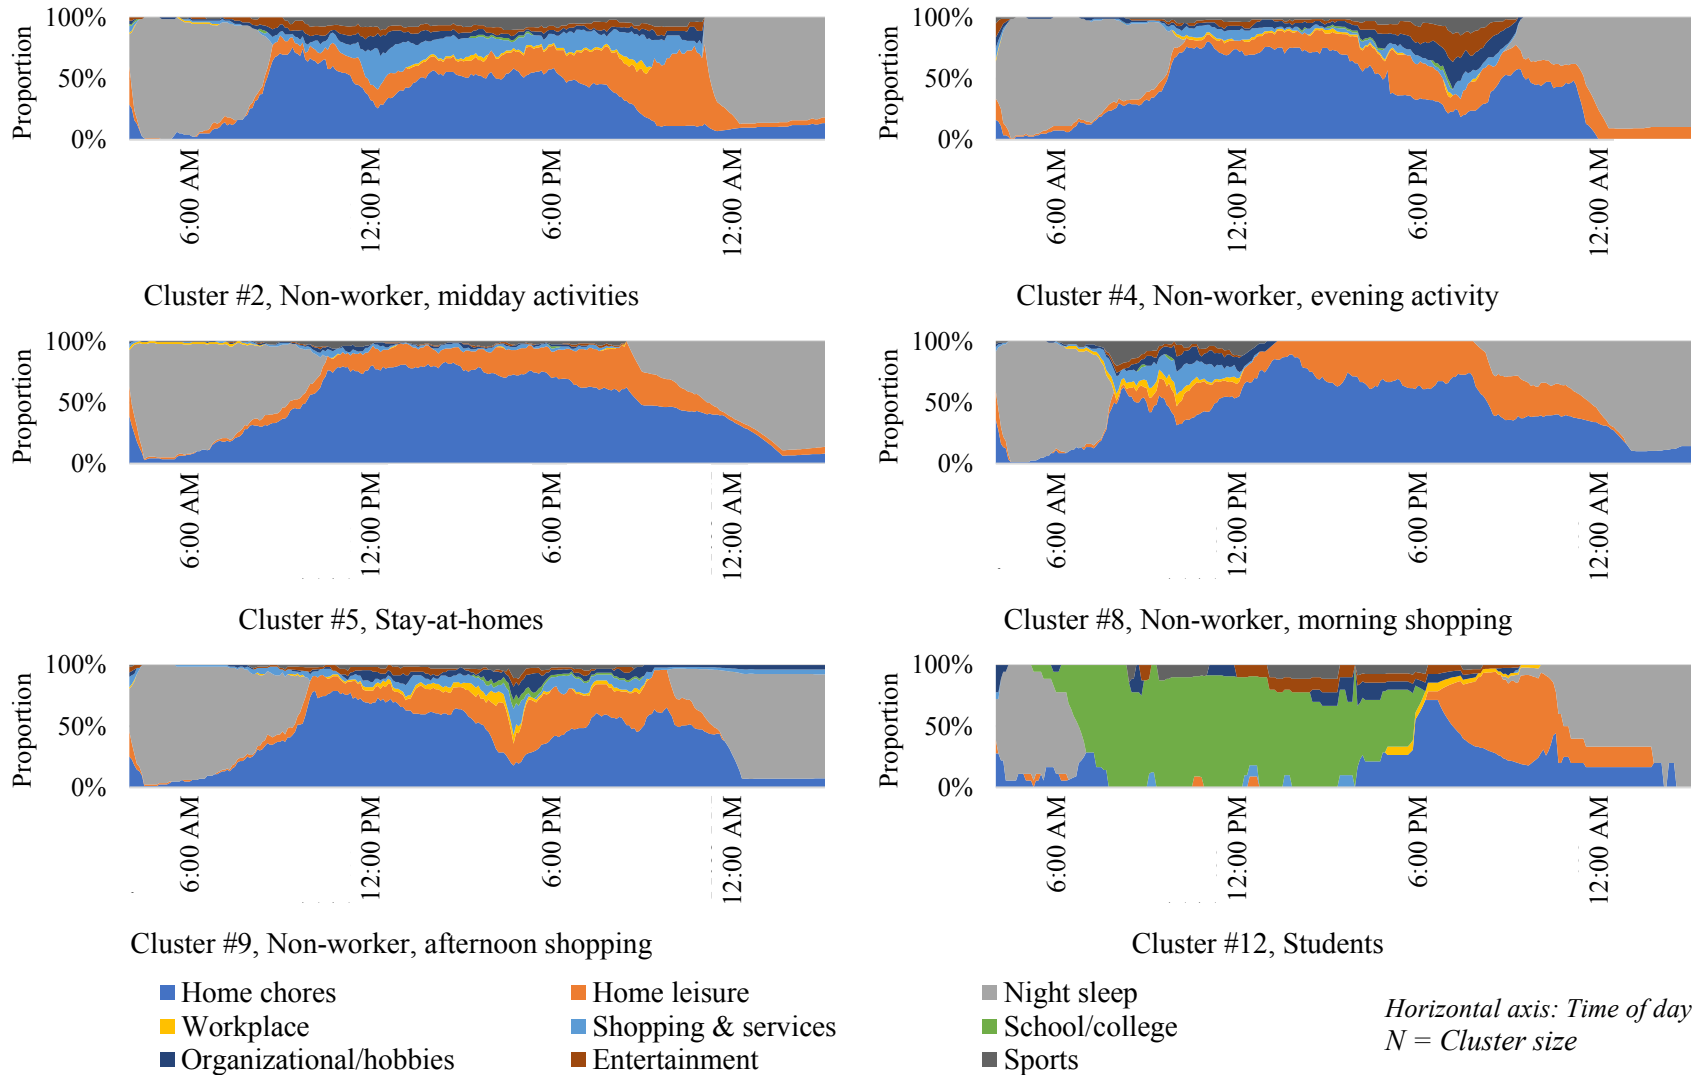 Proportion
100%
50%
0%
6:00 AM
12:00 PM
6:00 PM
12:00 AM
Cluster #2, Non-worker, midday activities
Proportion
100%
50%
0%
6:00 AM
12:00 PM
6:00 PM
12:00 AM
Cluster #4, Non-worker, evening activity
Proportion
100%
50%
0%
6:00 AM
12:00 PM
6:00 PM
12:00 AM
Cluster #5, Stay-at-homes
Proportion
100%
50%
0%
6:00 AM
12:00 PM
6:00 PM
12:00 AM
Cluster #8, Non-worker, morning shopping
Proportion
100%
50%
0%
6:00 AM
12:00 PM
6:00 PM
12:00 AM
Cluster #9, Non-worker, afternoon shopping
Proportion
100%
50%
0%
6:00 AM
12:00 PM
6:00 PM
12:00 AM
Cluster #12, Students
Home chores
Home leisure
Night sleep
Workplace
Shopping & services
School/college
Organizational/hobbies
Entertainment
Sports
Horizontal axis: Time of day
N = Cluster size